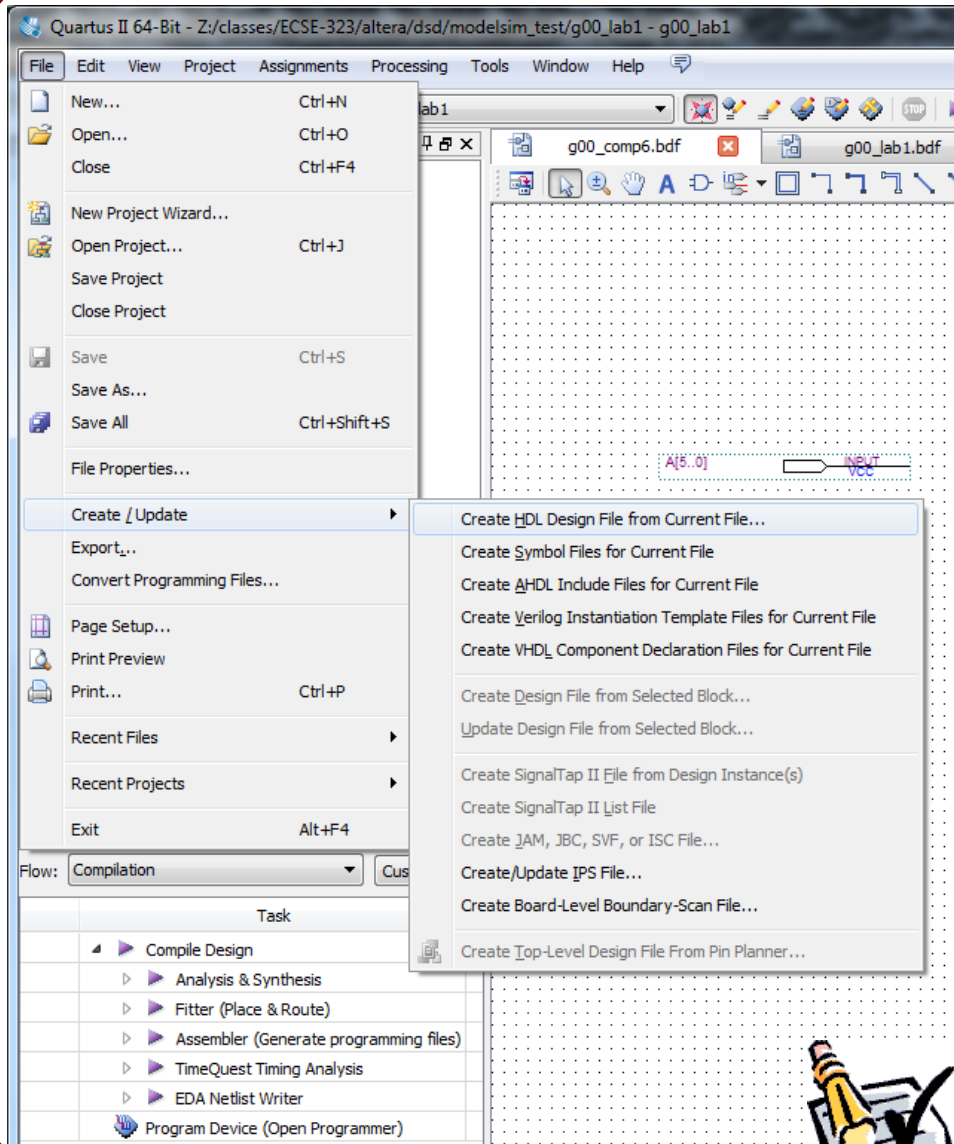 Quartus II 64-Bit - Z:/classes/ECSE-323/altera/dsd/modelsim_test/g00_lab1 - g00_lab1
File Edit View Project Assignments Processing Tools Window Help
New... Ctrl+N
lab1
STOP
Open... Ctrl+O
g00_comp6.bdf
g00_lab1.bdf
Close Ctrl+F4
A
New Project Wizard...
Open Project... Ctrl+J
Save Project
Close Project
Save Ctrl+S
Save As...
Save All Ctrl+Shift+S
File Properties...
A[5..0] INPUT
VCC
Create / Update
Export...
Convert Programming Files...
Page Setup...
Print Preview
Print... Ctrl+P
Recent Files
Recent Projects
Exit Alt+F4
Create HDL Design File from Current File...
Create Symbol Files for Current File
Create AHDL Include Files for Current File
Create Verilog Instantiation Template Files for Current File
Create VHDL Component Declaration Files for Current File
Create Design File from Selected Block...
Update Design File from Selected Block...
Create SignalTap II File from Design Instance(s)
Create SignalTap II List File
Create JAM, JBC, SVF, or ISC File...
Create/Update IPS File...
Create Board-Level Boundary-Scan File...
Create Top-Level Design File From Pin Planner...
Flow: Compilation Cus
Task
Compile Design
Analysis & Synthesis
Fitter (Place & Route)
Assembler (Generate programming files)
TimeQuest Timing Analysis
EDA Netlist Writer
Program Device (Open Programmer)